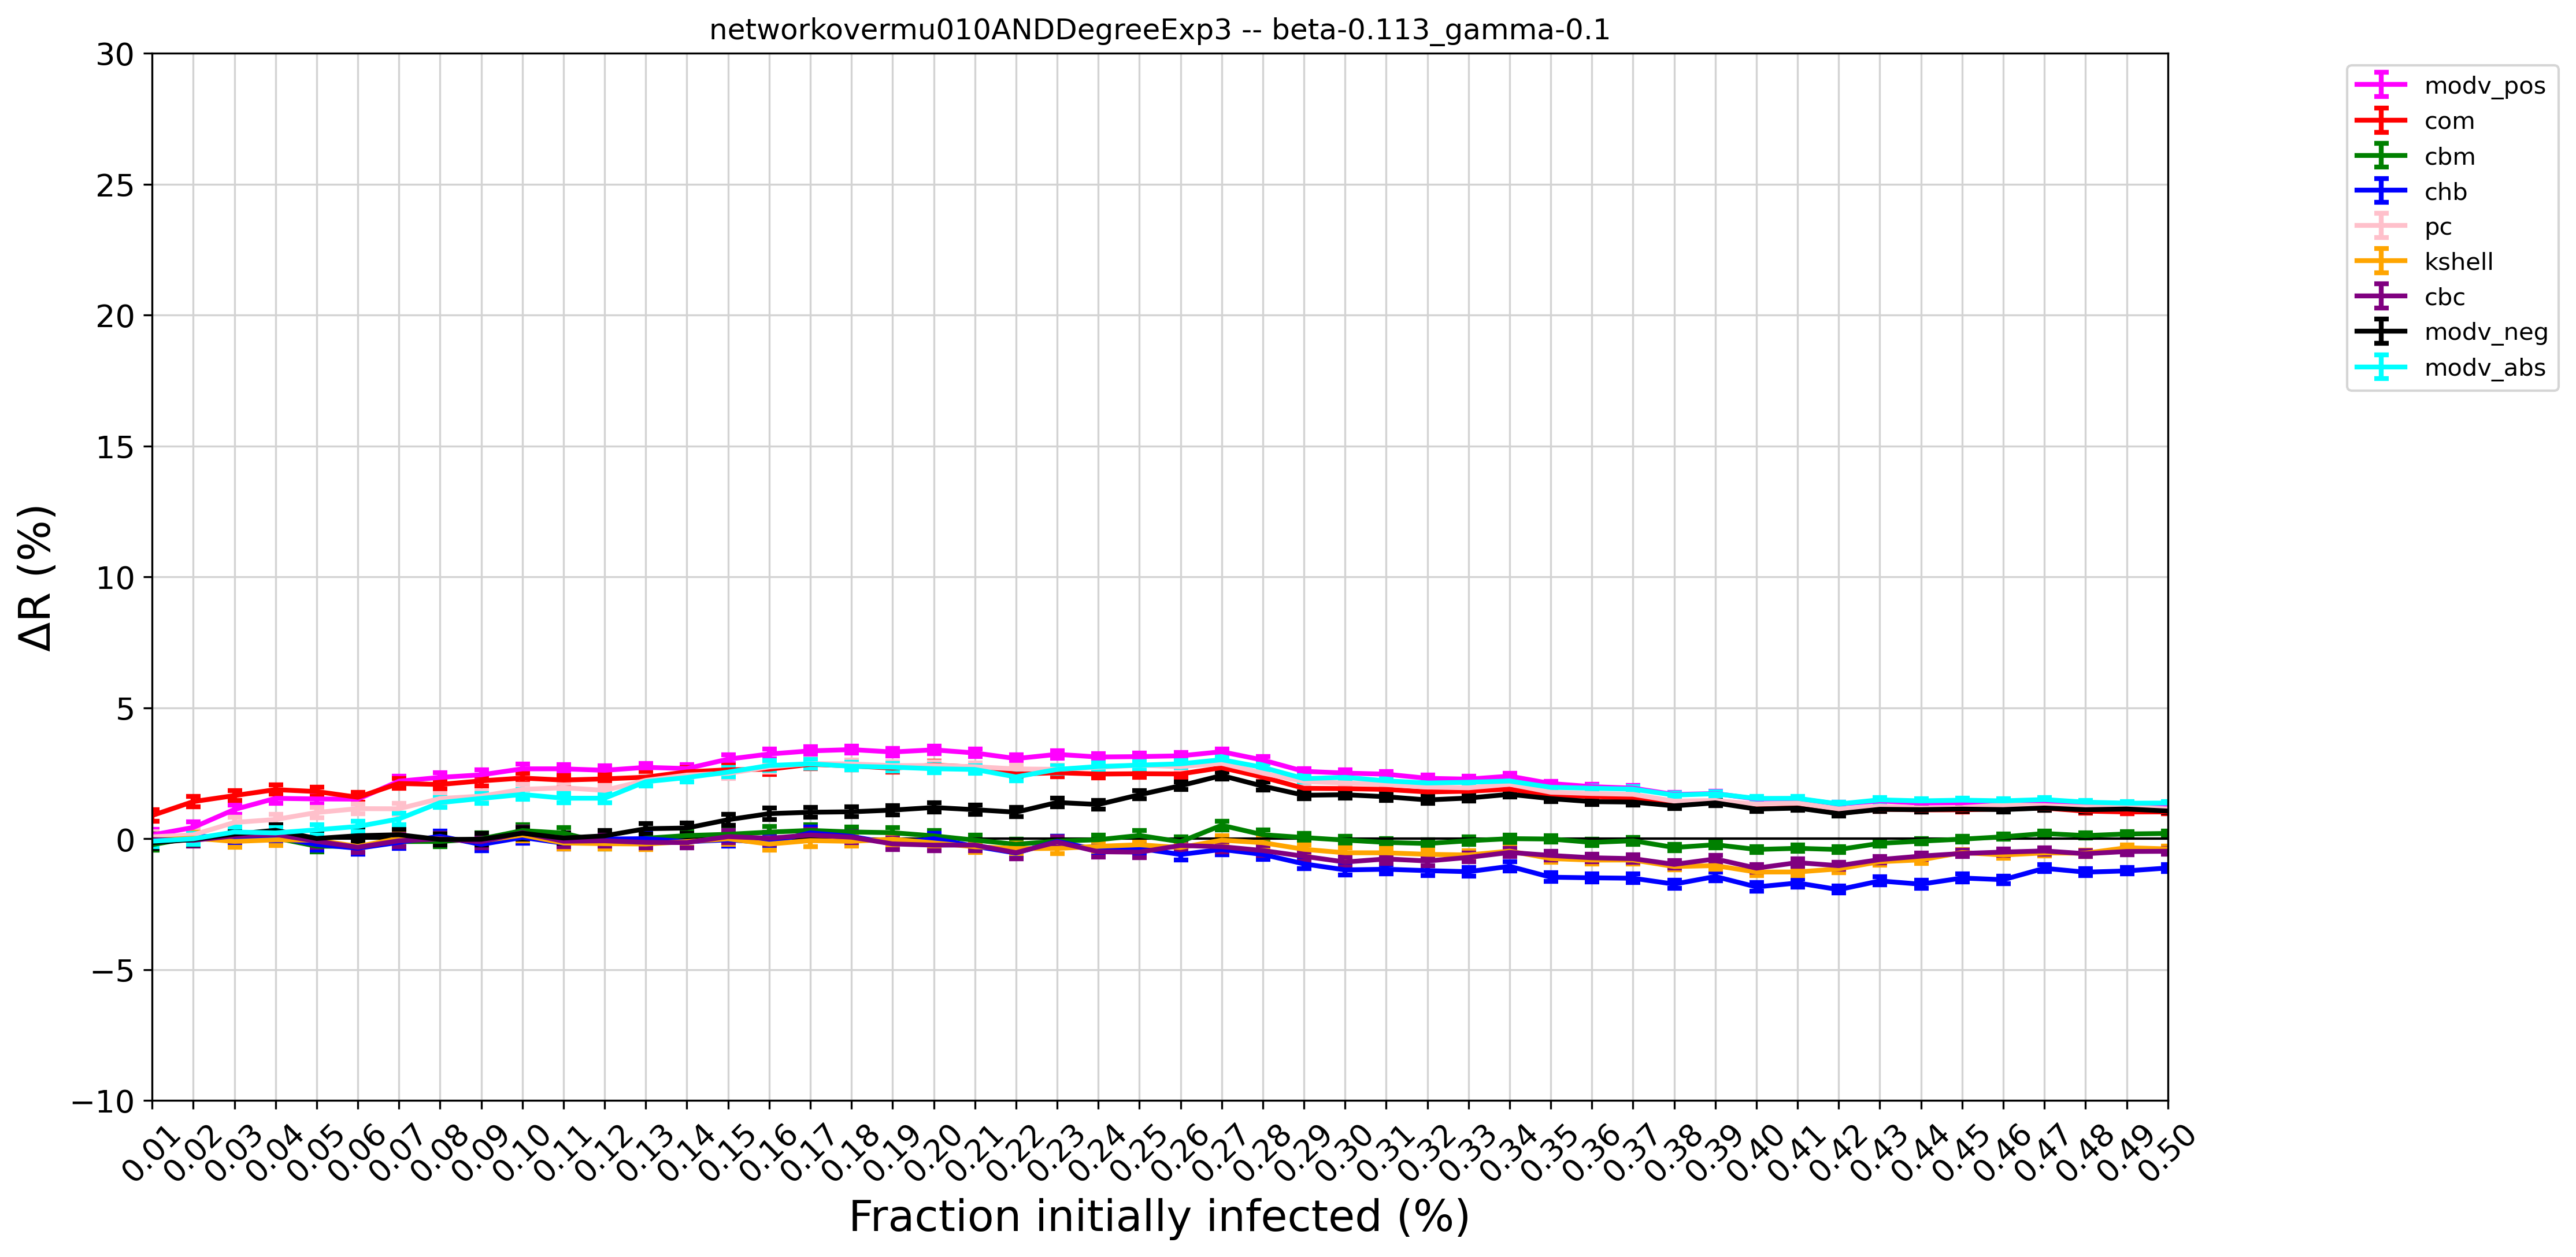 networkovermu010ANDDegreeExp3 -- beta-0.113_gamma-0.1
30
25
20
15
10
5
0
−5
−10
ΔR (%)
0.01 0.02 0.03 0.04 0.05 0.06 0.07 0.08 0.09 0.10 0.11 0.12 0.13 0.14 0.15 0.16 0.17 0.18 0.19 0.20 0.21 0.22 0.23 0.24 0.25 0.26 0.27 0.28 0.29 0.30 0.31 0.32 0.33 0.34 0.35 0.36 0.37 0.38 0.39 0.40 0.41 0.42 0.43 0.44 0.45 0.46 0.47 0.48 0.49 0.50
Fraction initially infected (%)
modv_pos
com
cbm
chb
pc
kshell
cbc
modv_neg
modv_abs